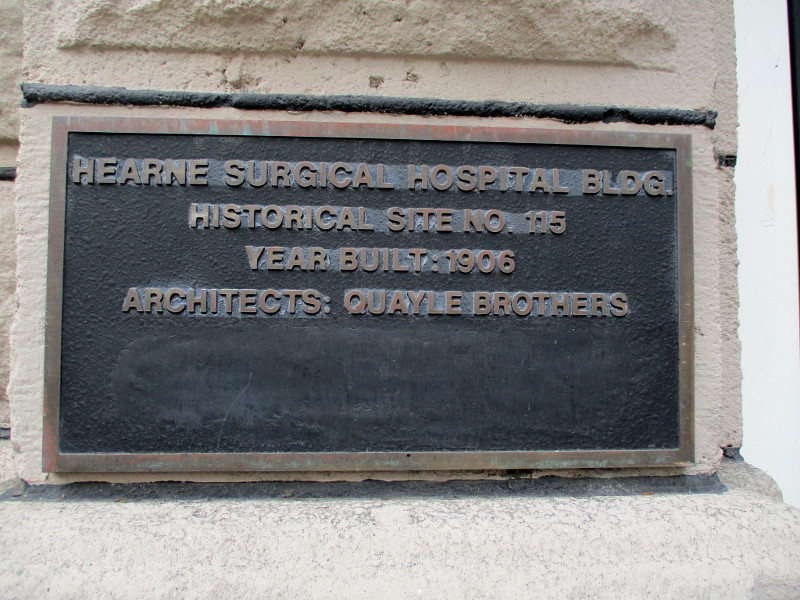 HEARNE SURGICAL HOSPITAL BLDG.
HISTORICAL SITE NO. 115
YEAR BUILT: 1906
ARCHITECTS: QUAYLE BROTHERS